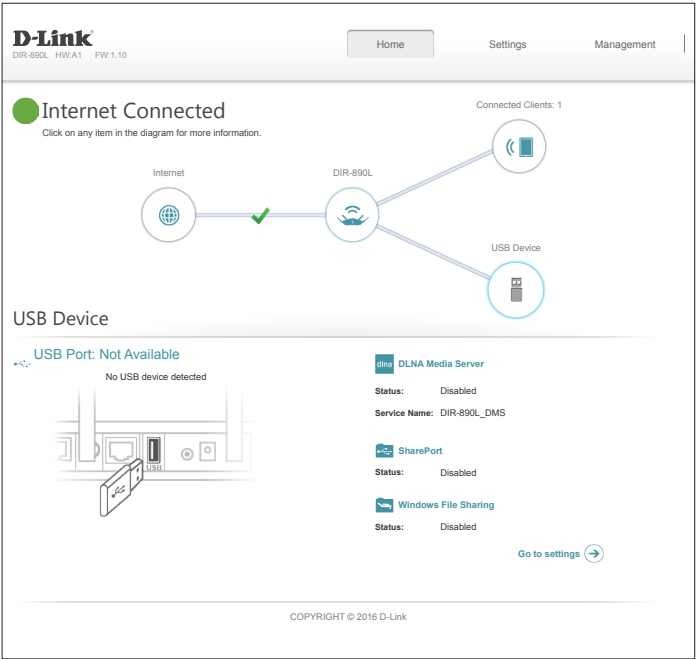 D-Link
DIR-890L HW:A1 FW:1.10
Home Settings Management
Internet Connected
Click on any item in the diagram for more information.
Connected Clients: 1
Internet
DIR-890L
USB Device
USB Device
USB Port: Not Available
No USB device detected
USB
dlna DLNA Media Server
Status: Disabled
Service Name: DIR-890L_DMS
SharePort
Status: Disabled
Windows File Sharing
Status: Disabled
Go to settings
COPYRIGHT © 2016 D-Link